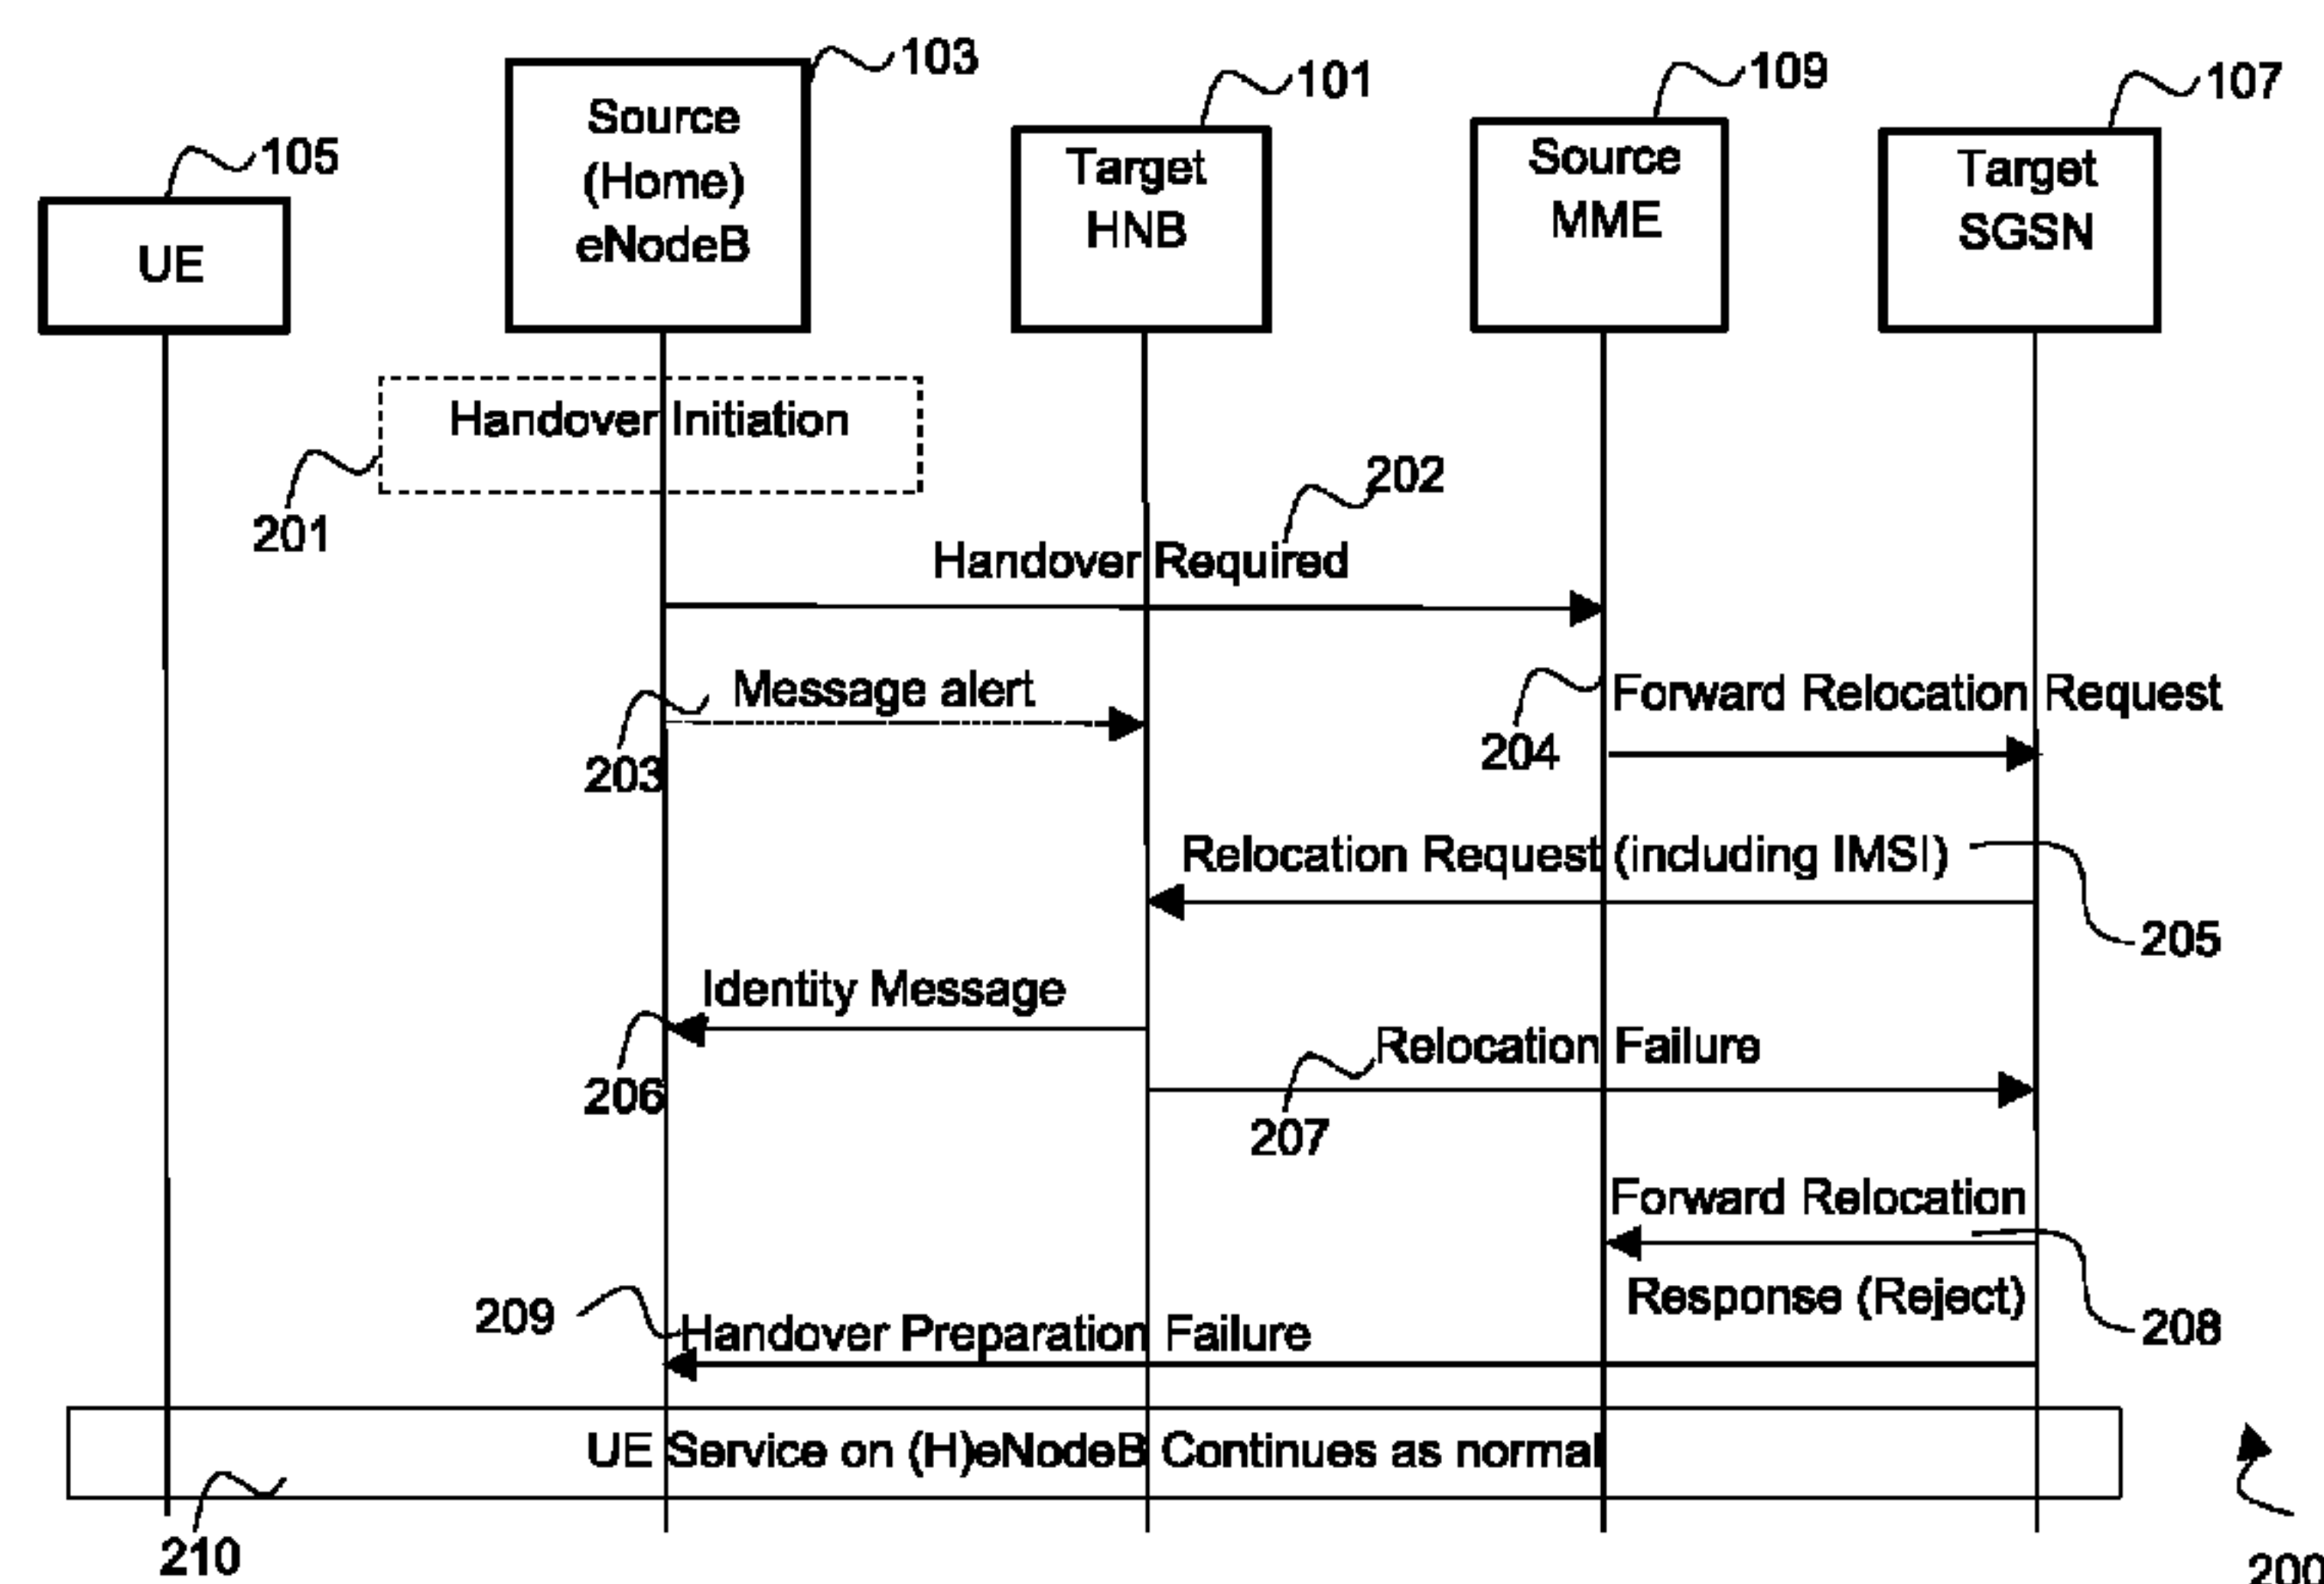 103
101
109
107
105
Source
(Home)
eNodeB
Target
HNB
Source
MME
Target
SGSN
UE
Handover Initiation
201
202
Handover Required
Message alert
203
Forward Relocation Request
204
Relocation Request (including IMSI)
205
Identity Message
206
Relocation Failure
207
Forward Relocation
Response (Reject)
208
209
Handover Preparation Failure
UE Service on (H)eNodeB Continues as normal
210
200